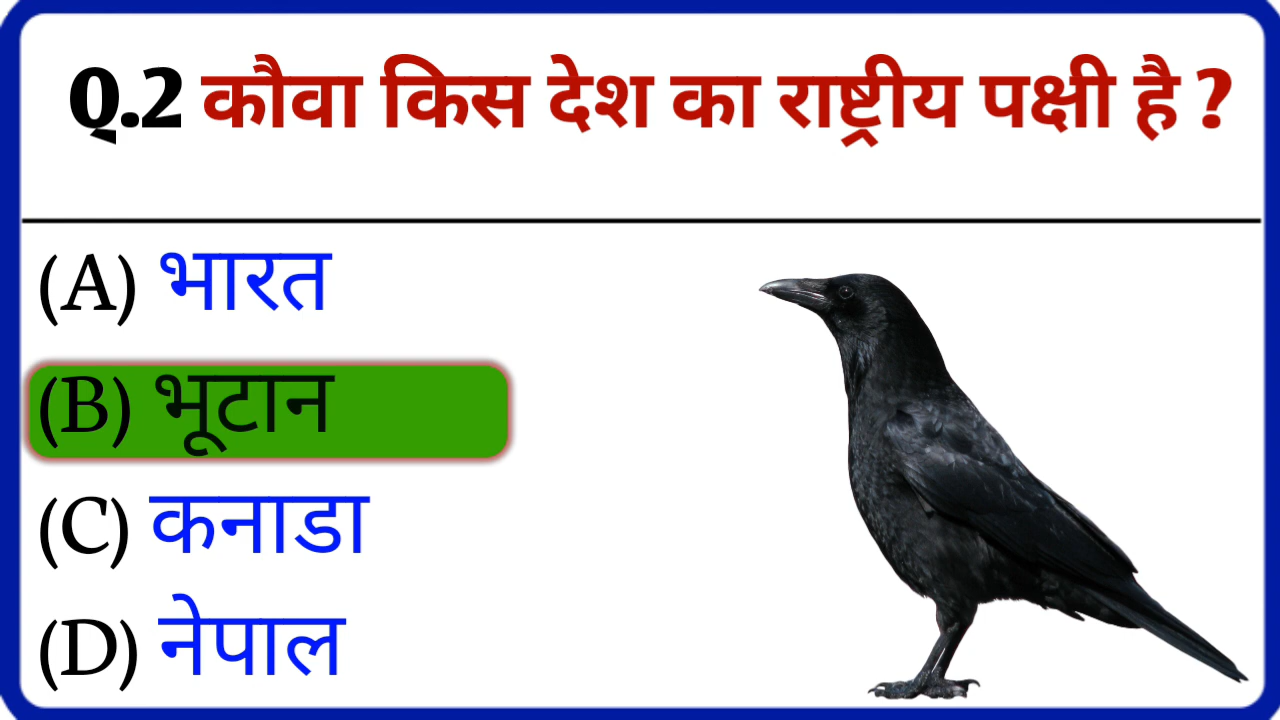 Q.2 कौवा किस देश का राष्ट्रीय पक्षी है ?
(A) भारत
(B) भूटान
(C) कनाडा
(D) नेपाल